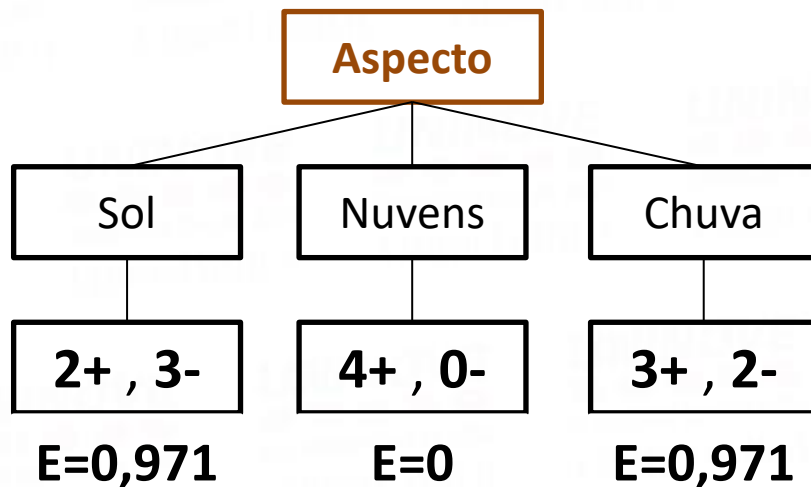 Aspecto
Sol Nuvens Chuva
2+ , 3- 4+ , 0- 3+ , 2-
E=0,971 E=0 E=0,971